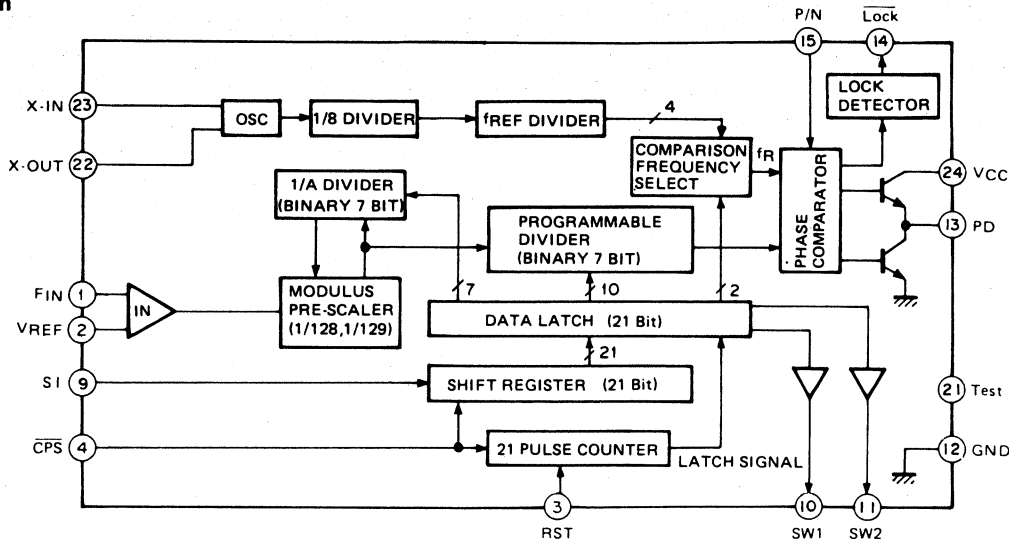 n
P/N
Lock
15
14
X-IN
23
OSC
1/8 DIVIDER
fREF DIVIDER
4
LOCK
DETECTOR
X-OUT
22
COMPARISON
FREQUENCY
SELECT
fR
PHASE
COMPARATOR
24
VCC
1/A DIVIDER
(BINARY 7 BIT)
PROGRAMMABLE
DIVIDER
(BINARY 7 BIT)
13
PD
FIN
1
IN
MODULUS
PRE-SCALER
(1/128,1/129)
7
10
2
VREF
2
DATA LATCH (21 Bit)
21
SI
9
SHIFT REGISTER (21 Bit)
21
Test
CPS
4
21 PULSE COUNTER
LATCH SIGNAL
12
GND
3
RST
10
SW1
11
SW2